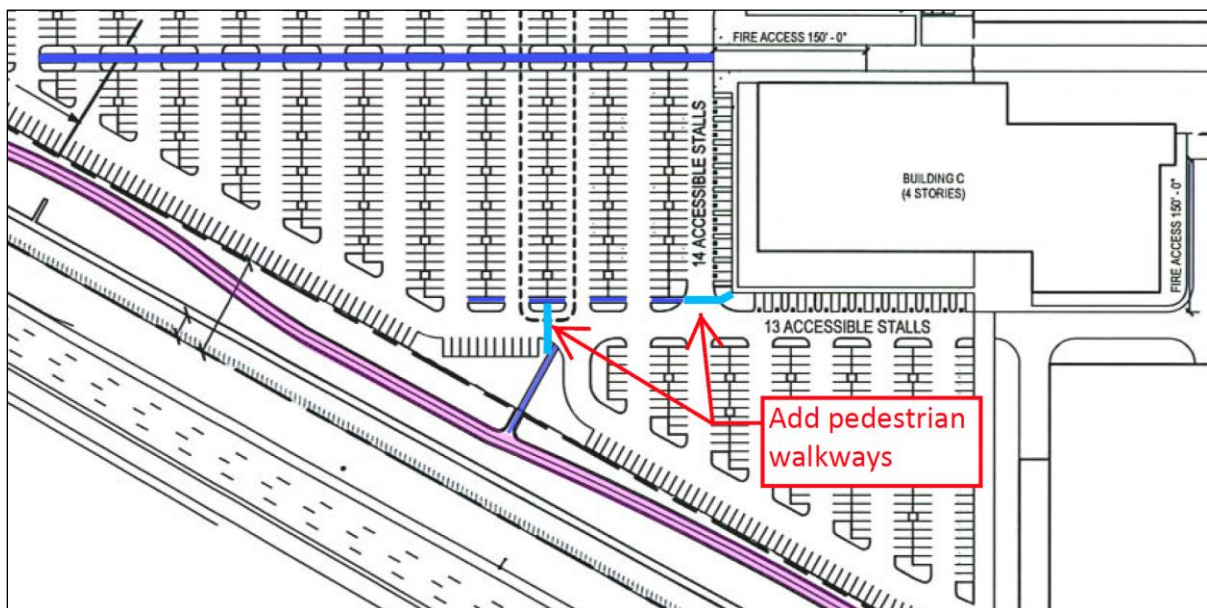 FIRE ACCESS 150' - 0"
14 ACCESSIBLE STALLS
BUILDING C
(4 STORIES)
FIRE ACCESS 150' - 0"
13 ACCESSIBLE STALLS
Add pedestrian
walkways